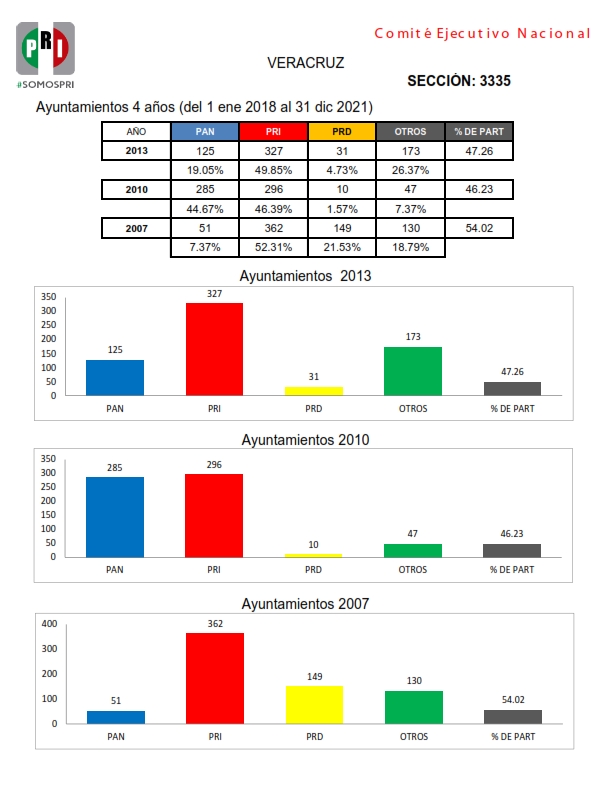 Comité Ejecutivo Nacional
PRI
#SOMOSPRI
VERACRUZ
SECCIÓN: 3335
Ayuntamientos 4 años (del 1 ene 2018 al 31 dic 2021)
AÑO PAN PRI PRD OTROS % DE PART
2013 125 327 31 173 47.26
19.05% 49.85% 4.73% 26.37%
2010 285 296 10 47 46.23
44.67% 46.39% 1.57% 7.37%
2007 51 362 149 130 54.02
7.37% 52.31% 21.53% 18.79%
Ayuntamientos 2013
350
300
250
200
150
100
50
0
125 327 31 173 47.26
PAN PRI PRD OTROS % DE PART
Ayuntamientos 2010
350
300
250
200
150
100
50
0
285 296 10 47 46.23
PAN PRI PRD OTROS % DE PART
Ayuntamientos 2007
400
300
200
100
0
51 362 149 130 54.02
PAN PRI PRD OTROS % DE PART